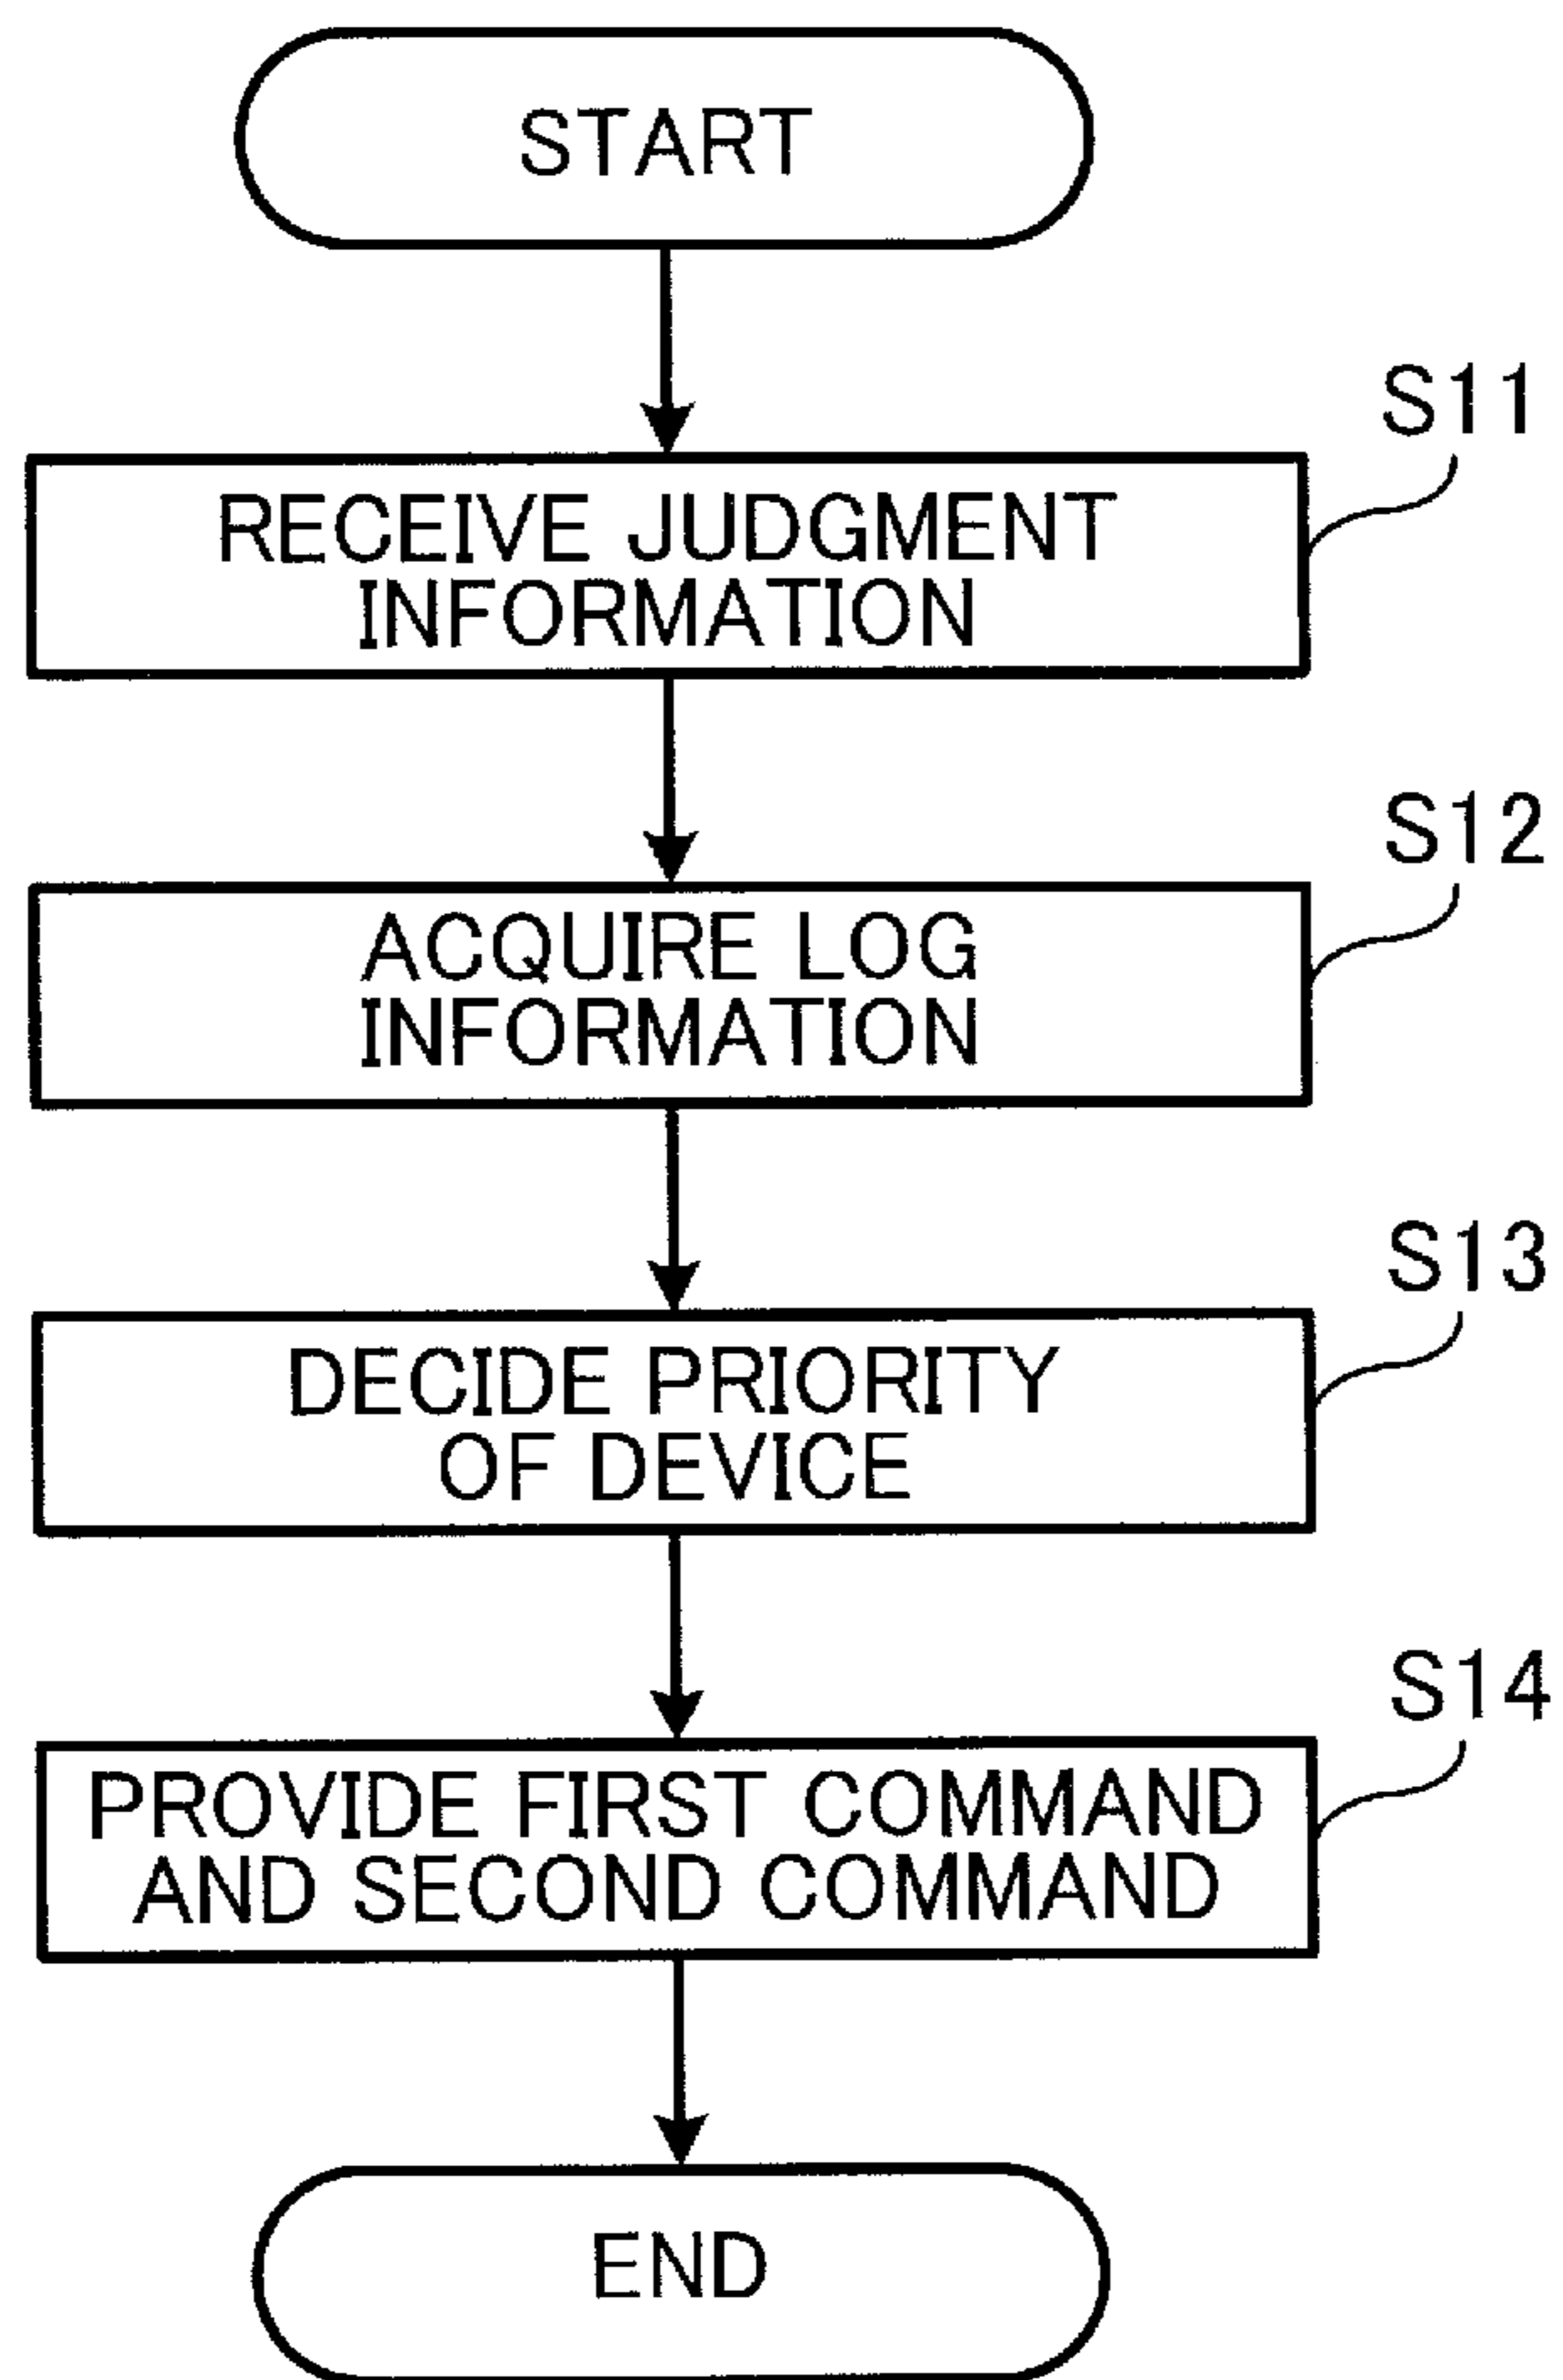 START
S11
RECEIVE JUDGMENT
INFORMATION
S12
ACQUIRE LOG
INFORMATION
S13
DECIDE PRIORITY
OF DEVICE
S14
PROVIDE FIRST COMMAND
AND SECOND COMMAND
END